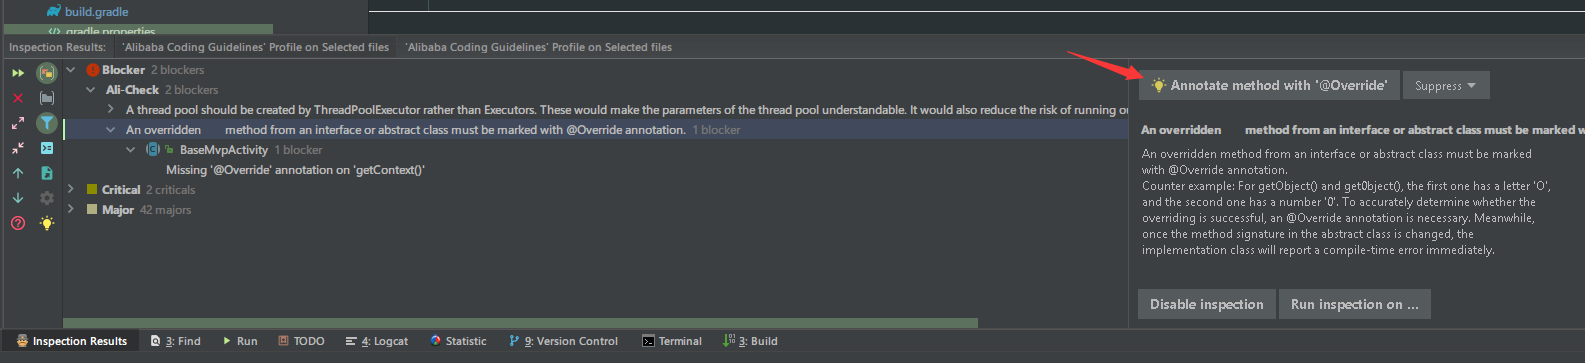 build.gradle
gradle.properties
Inspection Results: 'Alibaba Coding Guidelines' Profile on Selected files 'Alibaba Coding Guidelines' Profile on Selected files
Blocker 2 blockers
Ali-Check 2 blockers
A thread pool should be created by ThreadPoolExecutor rather than Executors. These would make the parameters of the thread pool understandable. It would also reduce the risk of running o
An overridden method from an interface or abstract class must be marked with @Override annotation. 1 blocker
BaseMvpActivity 1 blocker
Missing '@Override' annotation on 'getContext()'
Critical 2 criticals
Major 42 majors
Annotate method with '@Override' Suppress
An overridden method from an interface or abstract class must be marked w
An overridden method from an interface or abstract class must be marked
with @Override annotation.
Counter example: For getObject() and get0bject(), the first one has a letter 'O',
and the second one has a number '0'. To accurately determine whether the
overriding is successful, an @Override annotation is necessary. Meanwhile,
once the method signature in the abstract class is changed, the
implementation class will report a compile-time error immediately.
Disable inspection Run inspection on ...
Inspection Results 3: Find Run TODO 4: Logcat Statistic 9: Version Control Terminal 3: Build